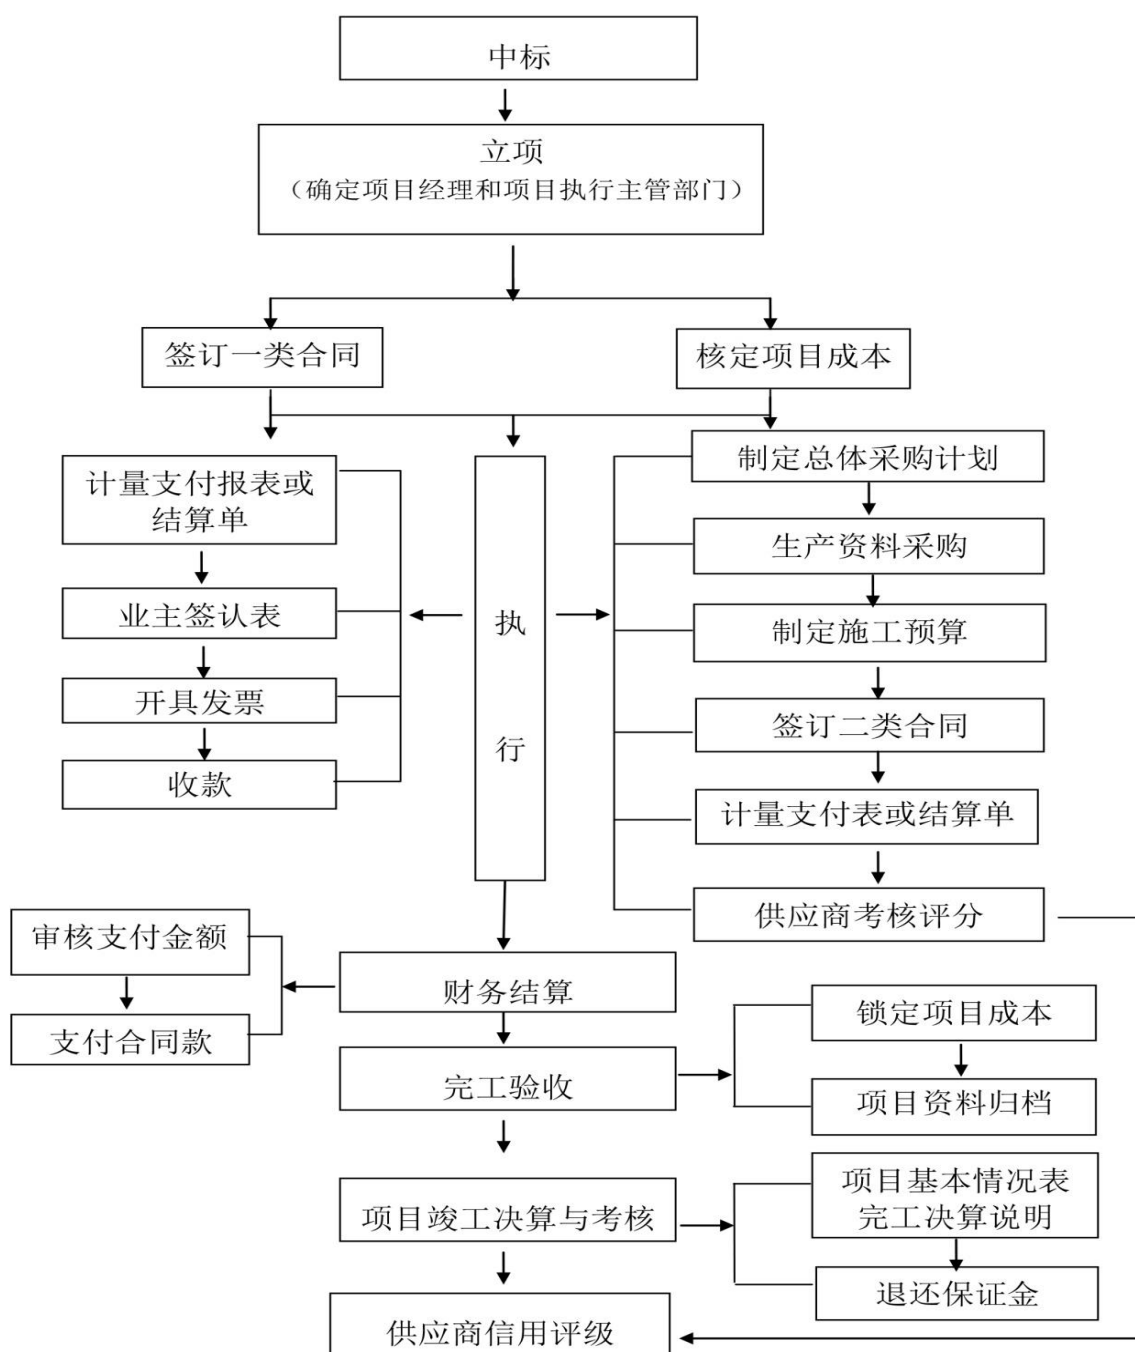 中标
立项
（确定项目经理和项目执行主管部门）
签订一类合同
核定项目成本
计量支付报表或
结算单
业主签认表
开具发票
收款
执
行
制定总体采购计划
生产资料采购
制定施工预算
签订二类合同
计量支付表或结算单
供应商考核评分
审核支付金额
支付合同款
财务结算
完工验收
锁定项目成本
项目资料归档
项目竣工决算与考核
项目基本情况表
完工决算说明
退还保证金
供应商信用评级